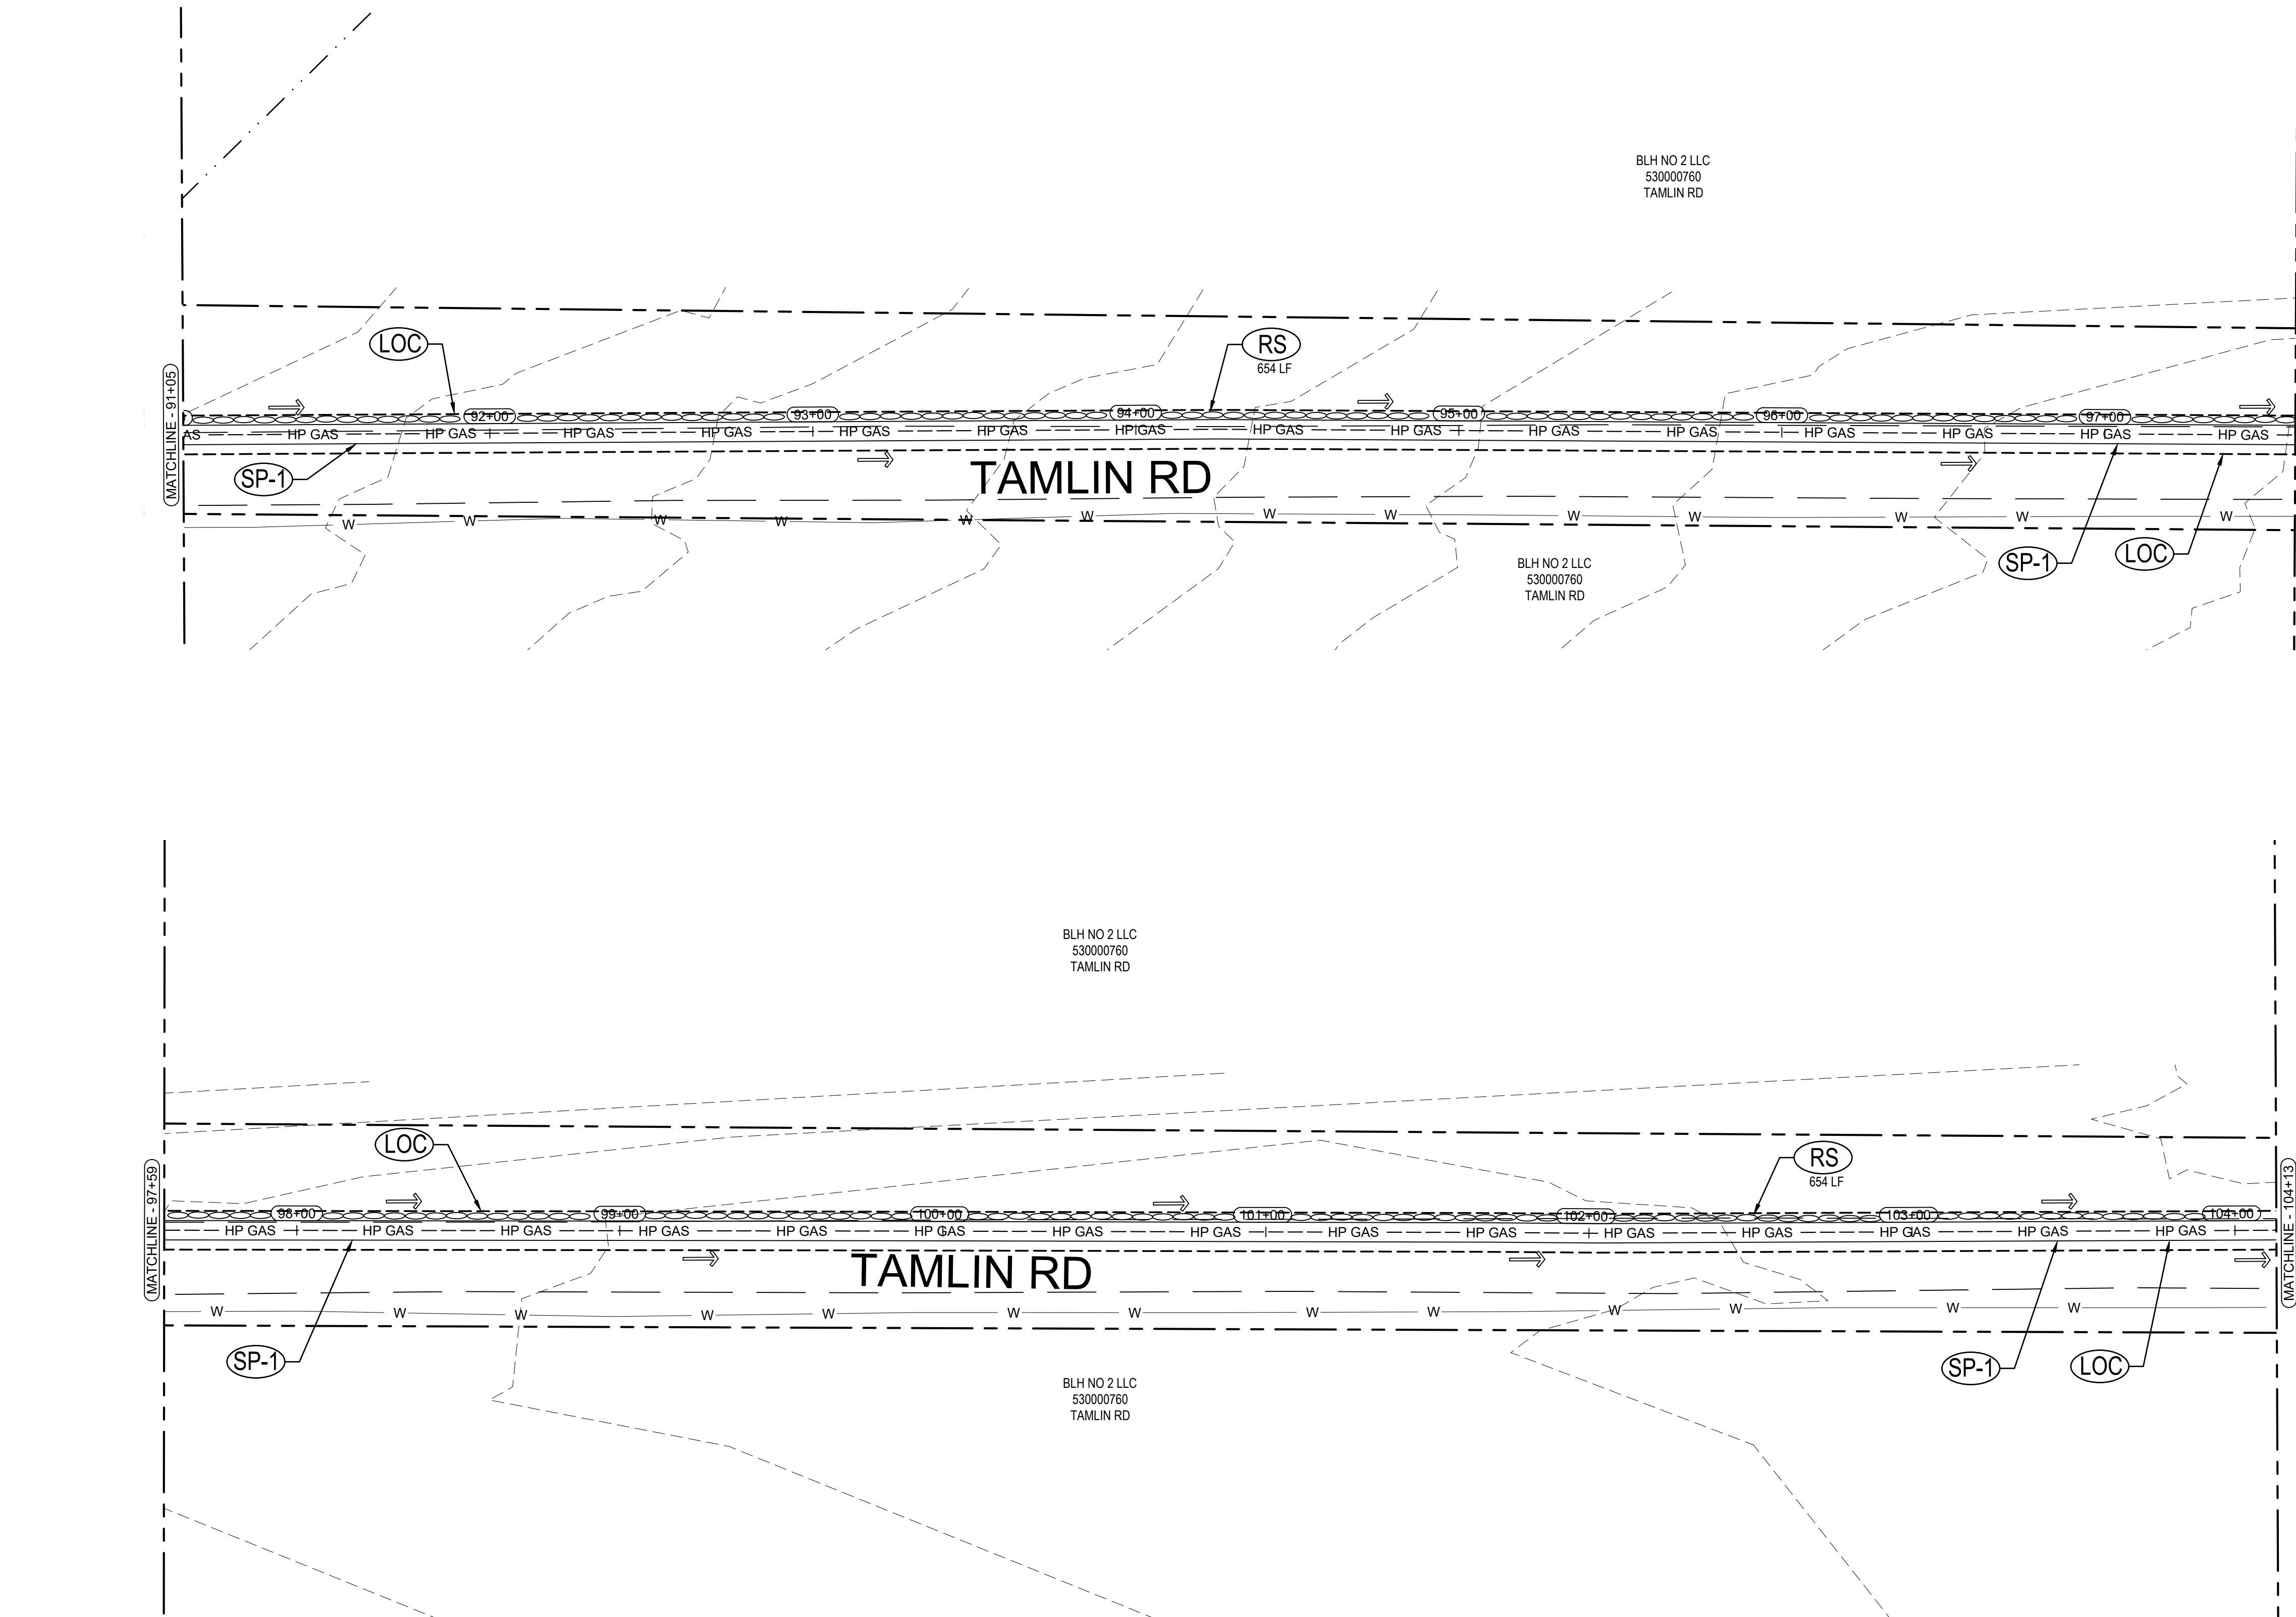 BLH NO 2 LLC
530000760
TAMLIN RD
LOC
RS
654 LF
MATCHLINE - 91+05
92+00
93+00
94+00
95+00
96+00
97+00
AS HP GAS HP GAS HP GAS HP GAS HP GAS HP GAS HP GAS HP GAS HP GAS HP GAS HP GAS HP GAS HP GAS HP GAS HP GAS
SP-1
TAMLIN RD
W W W W W W W W W W W W W
SP-1
LOC
BLH NO 2 LLC
530000760
TAMLIN RD
BLH NO 2 LLC
530000760
TAMLIN RD
LOC
RS
654 LF
MATCHLINE - 97+59
MATCHLINE - 104+13
98+00
99+00
100+00
101+00
102+00
103+00
104+00
HP GAS HP GAS HP GAS HP GAS HP GAS HP GAS HP GAS HP GAS HP GAS HP GAS HP GAS HP GAS HP GAS HP GAS HP GAS
TAMLIN RD
W W W W W W W W W W W W W
SP-1
SP-1
LOC
BLH NO 2 LLC
530000760
TAMLIN RD